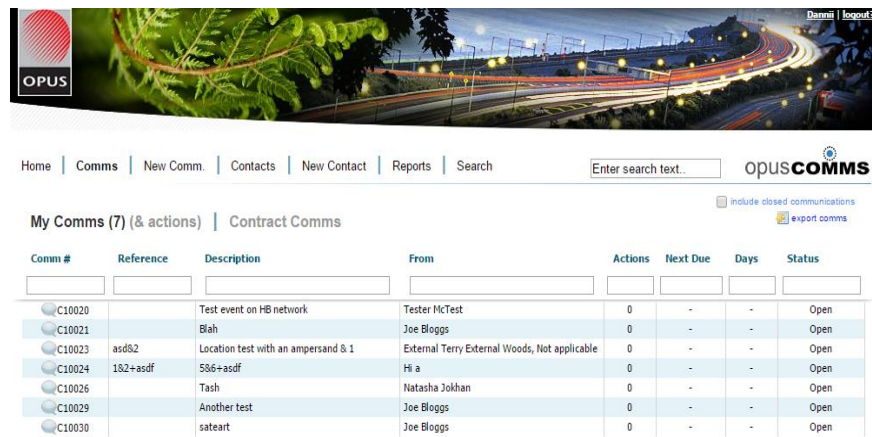 Dannii | logout
OPUS
Home | Comms | New Comm. | Contacts | New Contact | Reports | Search Enter search text.. opuscomms
include closed communications
My Comms (7) (& actions) | Contract Comms export comms
Comm # Reference Description From Actions Next Due Days Status
C10020 Test event on HB network Tester McTest 0 - - Open
C10021 Blah Joe Bloggs 0 - - Open
C10023 asd&2 Location test with an ampersand & 1 External Terry External Woods, Not applicable 0 - - Open
C10024 1&2+asdf 5&6+asdf Hi a 0 - - Open
C10026 Tash Natasha Jokhan 0 - - Open
C10029 Another test Joe Bloggs 0 - - Open
C10030 sateart Joe Bloggs 0 - - Open